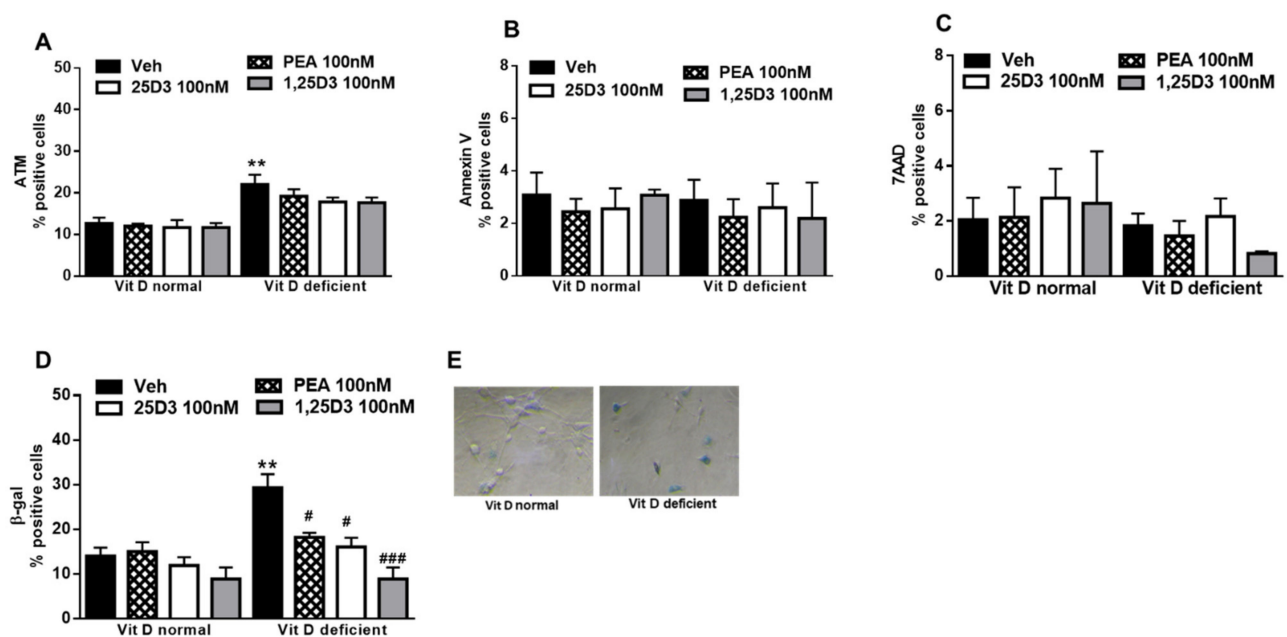 A
Veh
PEA 100nM
25D3 100nM
1,25D3 100nM
ATM
% positive cells
50
40
30
20
10
0
**
Vit D normal
Vit D deficient
B
Veh
PEA 100nM
25D3 100nM
1,25D3 100nM
Annexin V
% positive cells
8
6
4
2
0
Vit D normal
Vit D deficient
C
Veh
PEA 100nM
25D3 100nM
1,25D3 100nM
7AAD
% positive cells
8
6
4
2
0
Vit D normal
Vit D deficient
D
Veh
PEA 100nM
25D3 100nM
1,25D3 100nM
β-gal
% positive cells
50
40
30
20
10
0
**
#
#
###
Vit D normal
Vit D deficient
E
Vit D normal
Vit D deficient